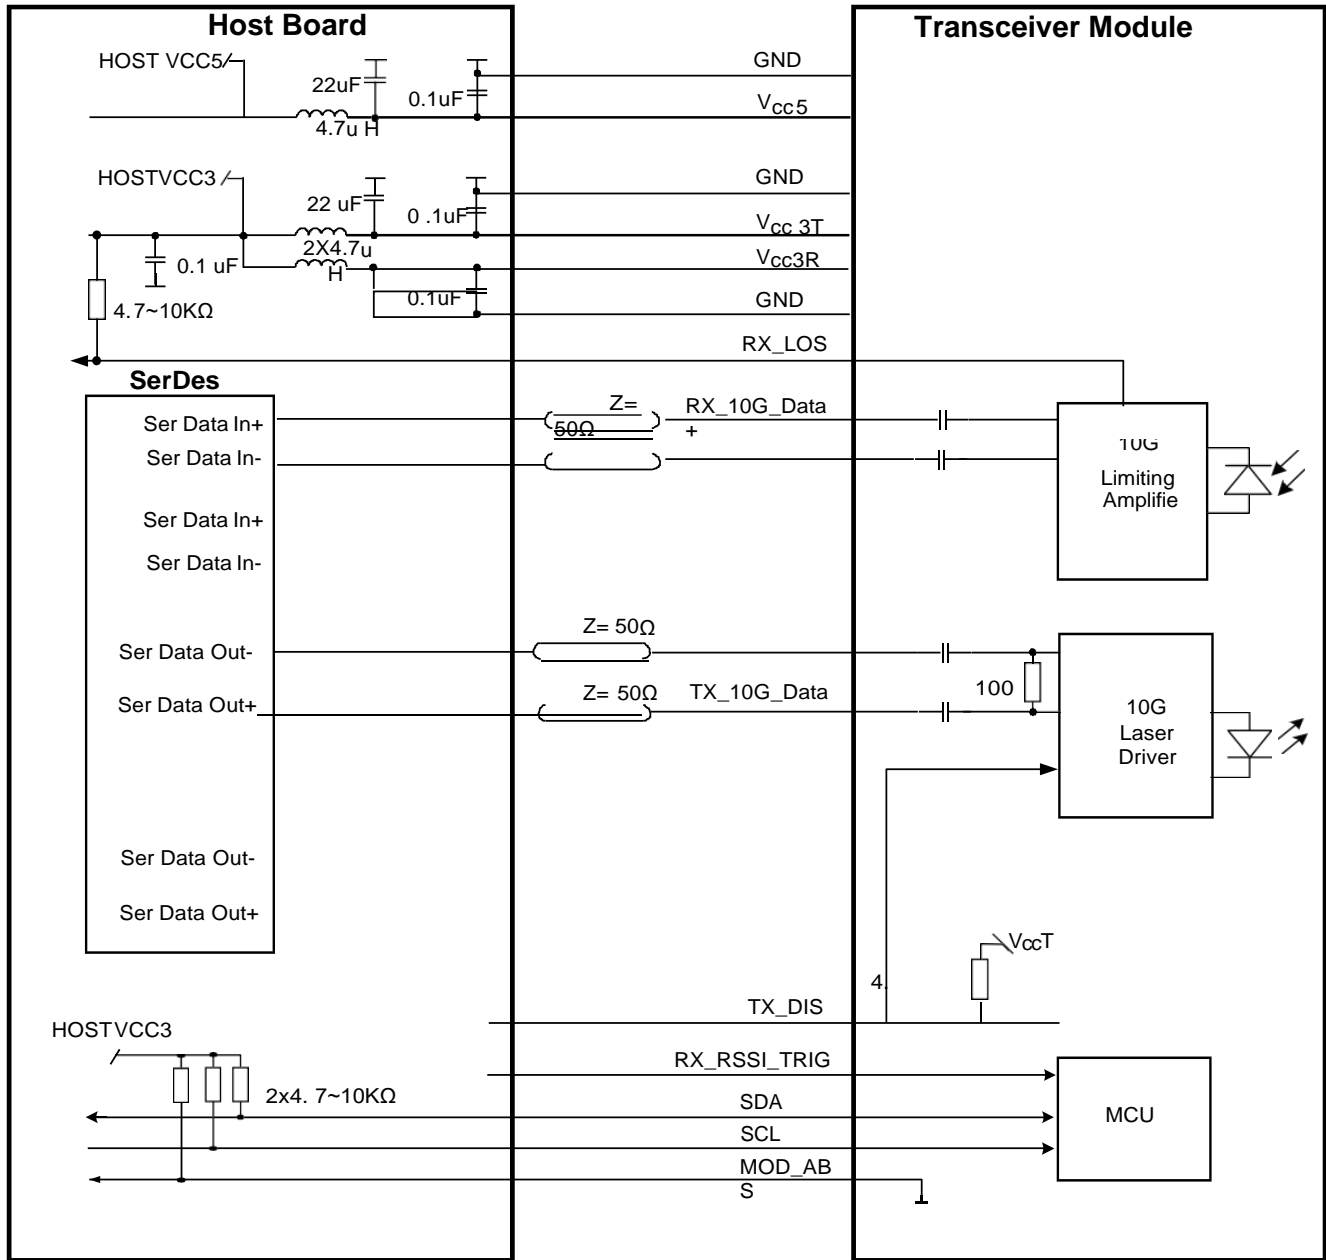 Host Board
Transceiver Module
HOST VCC5
22uF
0.1uF
4.7u H
GND
Vcc5
HOSTVCC3
22 uF
0 .1uF
2X4.7u
H
0.1 uF
0.1uF
4.7~10KΩ
GND
Vcc 3T
Vcc3R
GND
RX_LOS
SerDes
Ser Data In+
Ser Data In-
Ser Data In+
Ser Data In-
Ser Data Out-
Ser Data Out+
Ser Data Out-
Ser Data Out+
Z=
50Ω
RX_10G_Data
+
10G
Limiting
Amplifie
Z= 50Ω
Z= 50Ω
TX_10G_Data
100
10G
Laser
Driver
VccT
4.
TX_DIS
HOSTVCC3
2x4. 7~10KΩ
RX_RSSI_TRIG
SDA
SCL
MOD_AB
S
MCU